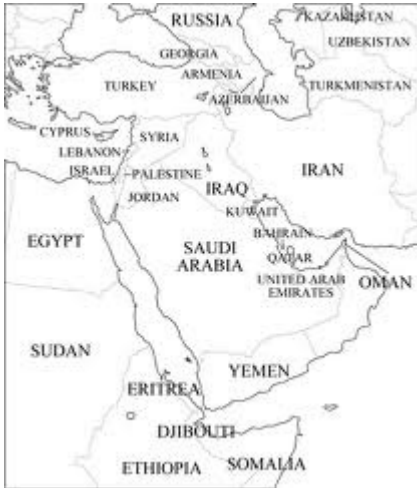 RUSSIA
KAZAKHSTAN
UZBEKISTAN
GEORGIA
ARMENIA
TURKEY
TURKMENISTAN
AZERBAIJAN
CYPRUS
SYRIA
LEBANON
ISRAEL
PALESTINE
IRAN
IRAQ
JORDAN
KUWAIT
EGYPT
SAUDI
ARABIA
BAHRAIN
QATAR
UNITED ARAB
EMIRATES
OMAN
SUDAN
YEMEN
ERITREA
DJIBOUTI
ETHIOPIA
SOMALIA